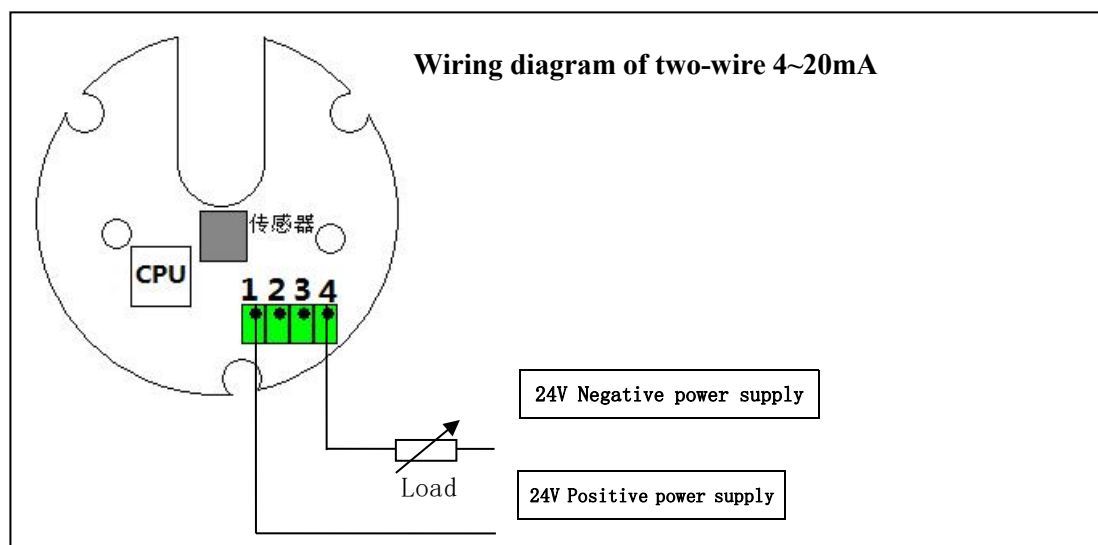 Wiring diagram of two-wire 4~20mA
传感器
CPU
1 2 3 4
24V Negative power supply
Load
24V Positive power supply